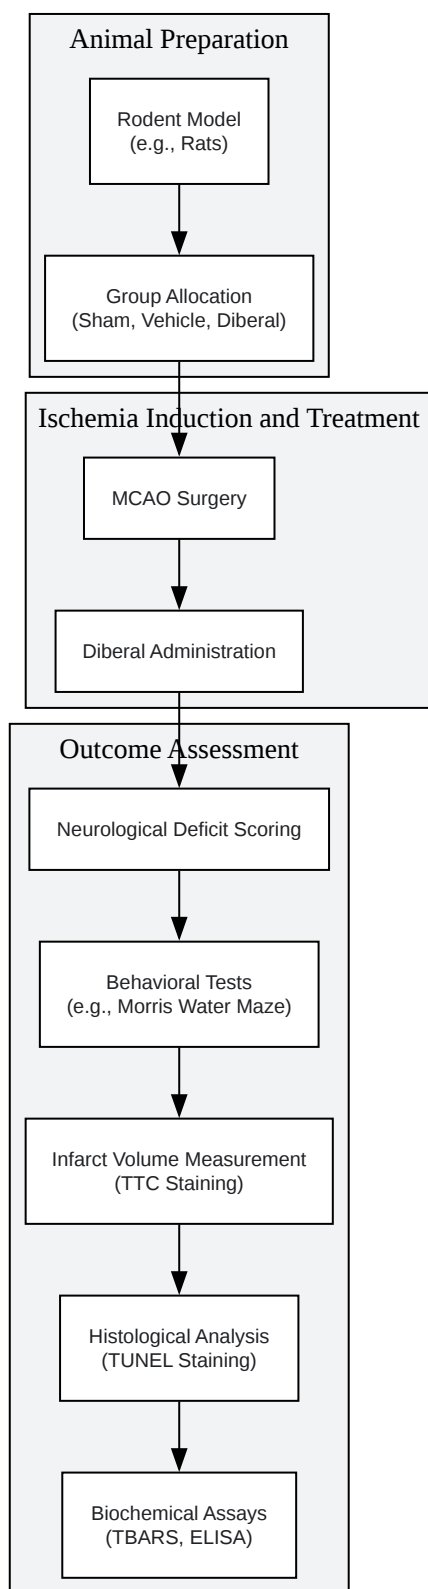 Animal Preparation
Rodent Model
(e.g., Rats)
Group Allocation
(Sham, Vehicle, Diberal)
Ischemia Induction and Treatment
MCAO Surgery
Diberal Administration
Outcome Assessment
Neurological Deficit Scoring
Behavioral Tests
(e.g., Morris Water Maze)
Infarct Volume Measurement
(TTC Staining)
Histological Analysis
(TUNEL Staining)
Biochemical Assays
(TBARS, ELISA)